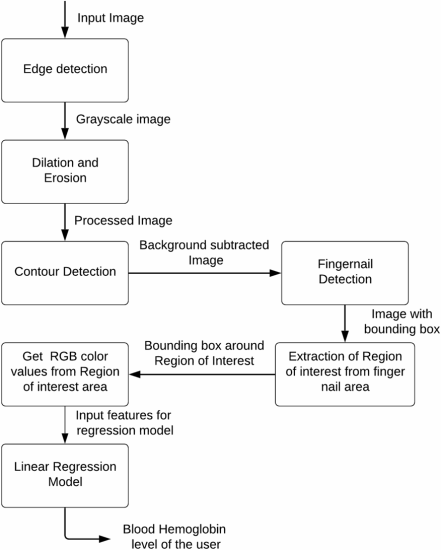 Input Image
Edge detection
Grayscale image
Dilation and
Erosion
Processed Image
Contour Detection
Background subtracted
Image
Fingernail
Detection
Image with
bounding box
Extraction of Region
of interest from finger
nail area
Bounding box around
Region of Interest
Get RGB color
values from Region
of interest area
Input features for
regression model
Linear Regression
Model
Blood Hemoglobin
level of the user